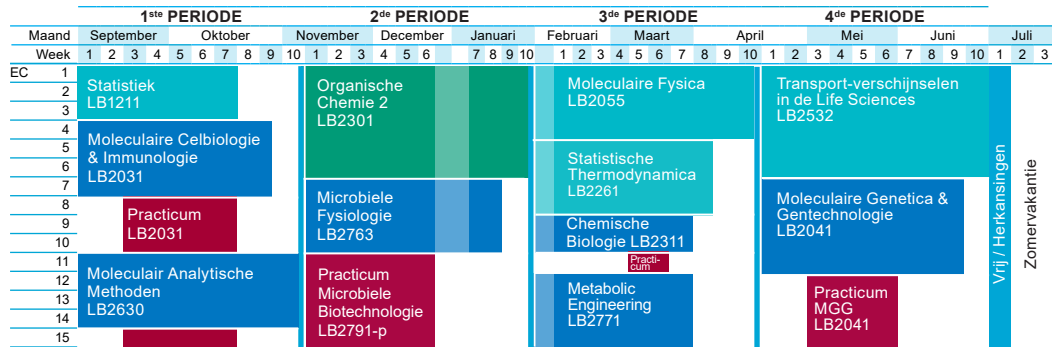 1ste PERIODE 2de PERIODE 3de PERIODE 4de PERIODE
Maand September Oktober November December Januari Februari Maart April Mei Juni Juli
Week 1 2 3 4 5 6 7 8 9 10 1 2 3 4 5 6 7 8 9 10 1 2 3 4 5 6 7 8 9 10 1 2 3 4 5 6 7 8 9 10 1 2 3
EC 1
2
3
4
5
6
7
8
9
10
11
12
13
14
15
Statistiek
LB1211
Moleculaire Celbiologie
& Immunologie
LB2031
Practicum
LB2031
Moleculair Analytische
Methoden
LB2630
Organische
Chemie 2
LB2301
Microbiele
Fysiologie
LB2763
Practicum
Microbiele
Biotechnologie
LB2791-p
Moleculaire Fysica
LB2055
Statistische
Thermodynamica
LB2261
Chemische
Biologie LB2311
Practi-
cum
Metabolic
Engineering
LB2771
Transport-verschijnselen
in de Life Sciences
LB2532
Moleculaire Genetica &
Gentechnologie
LB2041
Practicum
MGG
LB2041
Vrij / Herkansingen
Zomervakantie